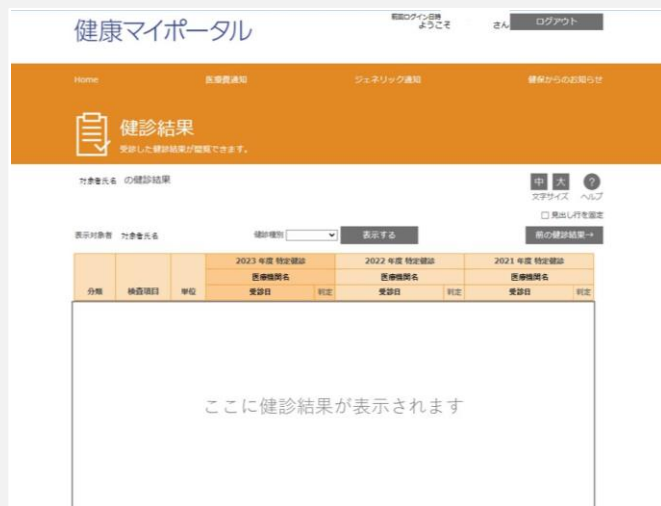 健康マイポータル
前回ログイン日時
ようこそ さん ログアウト
Home 医療費通知 ジェネリック通知 健保からのお知らせ
健診結果
受診した健診結果が閲覧できます。
対象者氏名 の健診結果
中 大 ?
文字サイズ ヘルプ
見出し行を固定
表示対象者 対象者氏名 健診種別 表示する 前の健診結果→
2023 年度 特定健診 2022 年度 特定健診 2021 年度 特定健診
医療機関名 医療機関名 医療機関名
分類 検査項目 単位 受診日 判定 受診日 判定 受診日 判定
ここに健診結果が表示されます